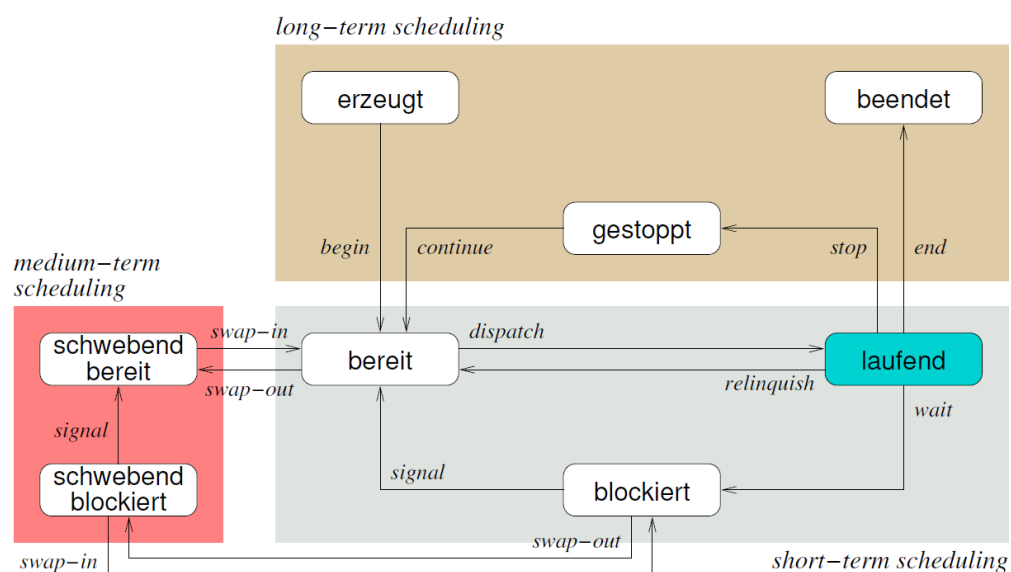 long-term scheduling
erzeugt
beendet
gestoppt
begin
continue
stop
end
medium-term
scheduling
swap-in
dispatch
schwebend
bereit
bereit
laufend
swap-out
relinquish
wait
signal
signal
schwebend
blockiert
blockiert
swap-out
swap-in
short-term scheduling